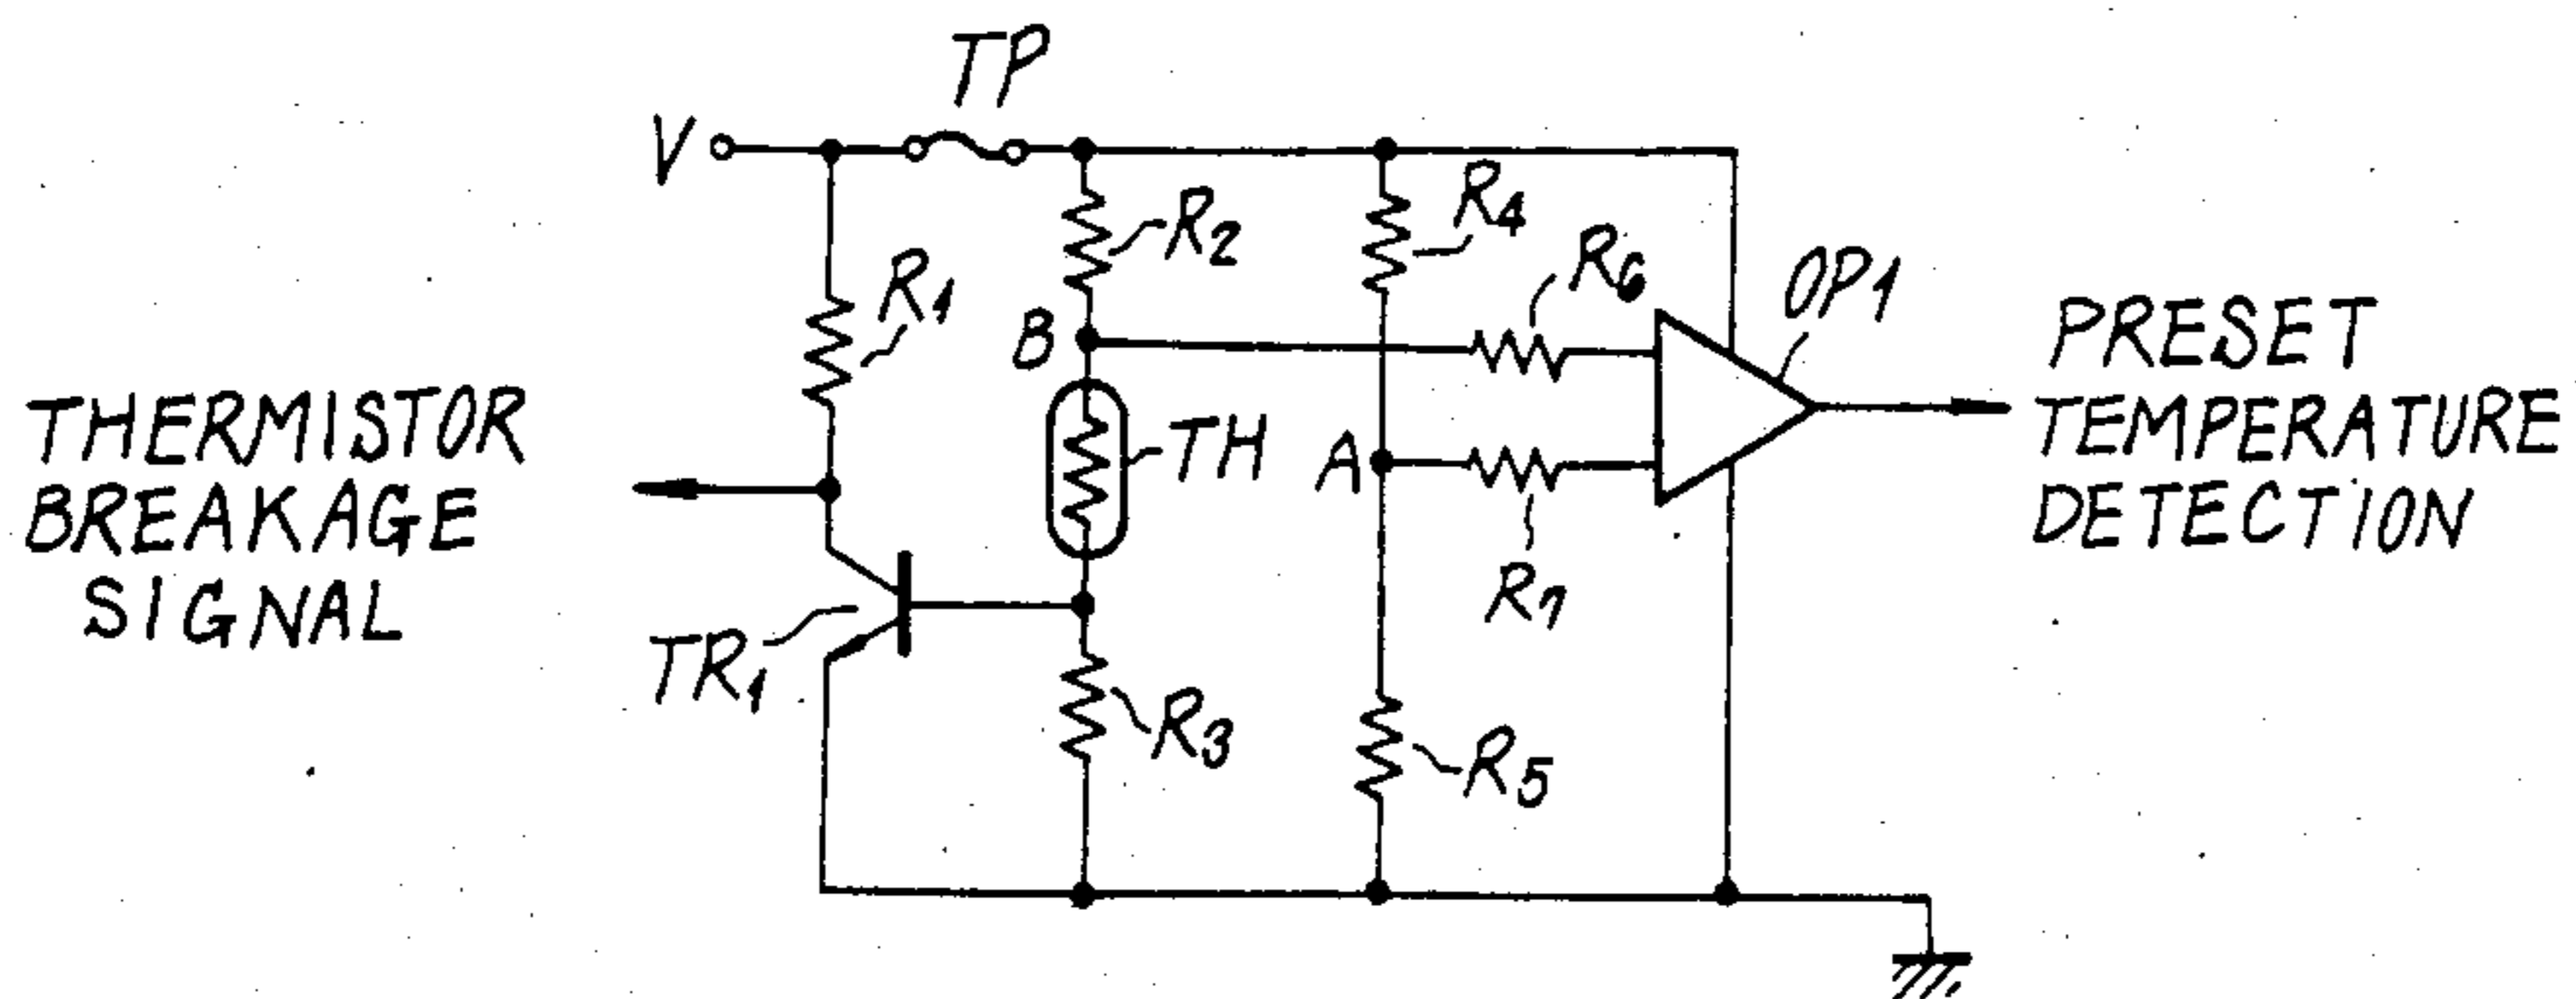 TP
V
R4
R2
R6
OP1
R1
B
PRESET
TEMPERATURE
DETECTION
THERMISTOR
BREAKAGE
SIGNAL
TH
A
R7
TR1
R3
R5